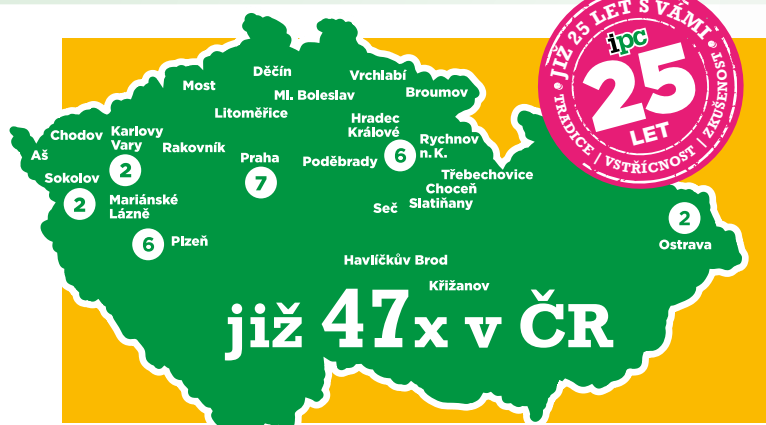 JIŽ 25 LET S VÁMI
ipc
25
LET
TRADICE | VSTŘÍCNOST | ZKUŠENOST
Děčín
Vrchlabí
Most
Ml. Boleslav
Broumov
Litoměřice
Hradec
Králové
6
Rychnov
n. K.
Chodov
Karlovy
Vary
2
Rakovník
Aš
Praha
7
Poděbrady
Třebechovice
Sokolov
2
Choceň
Mariánské
Lázně
Seč
Slatiňany
2
Ostrava
6
Plzeň
Havlíčkův Brod
Křižanov
již 47x v ČR